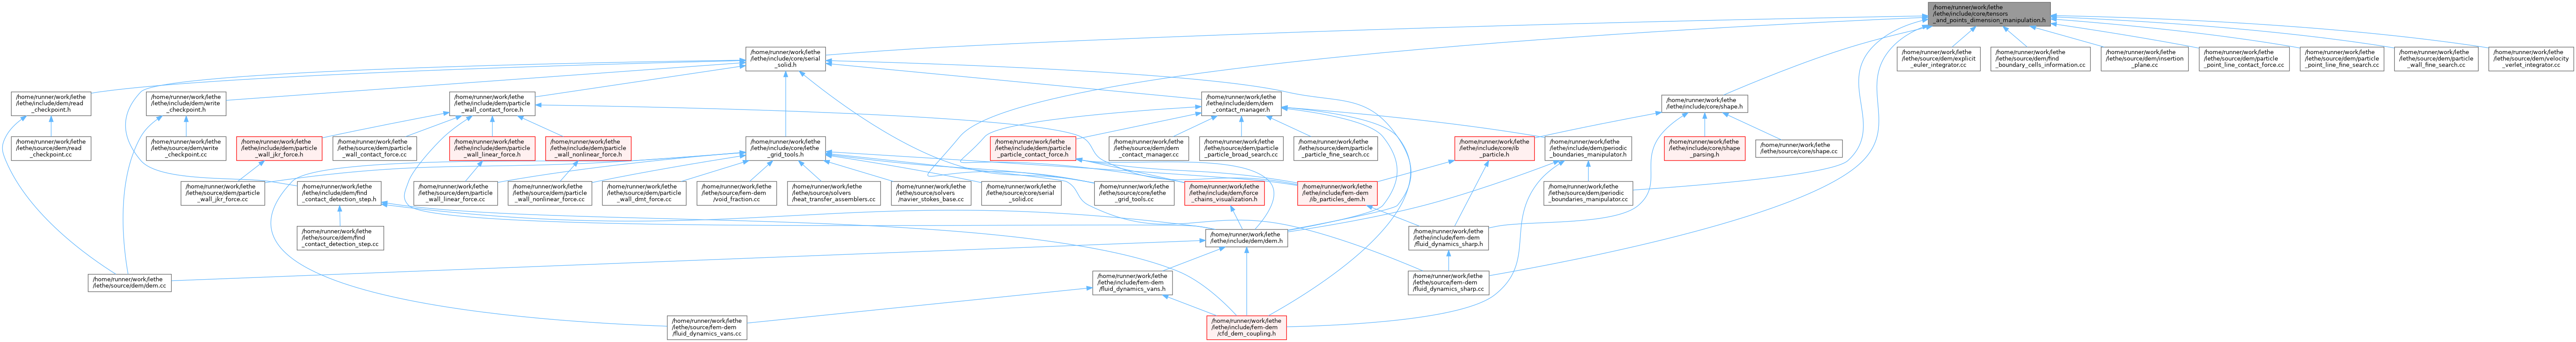 /home/runner/work/lethe
/lethe/include/core/tensors
_and_points_dimension_manipulation.h
/home/runner/work/lethe
/lethe/include/core/serial
_solid.h
/home/runner/work/lethe
/lethe/source/dem/explicit
_euler_integrator.cc
/home/runner/work/lethe
/lethe/source/dem/find
_boundary_cells_information.cc
/home/runner/work/lethe
/lethe/source/dem/insertion
_plane.cc
/home/runner/work/lethe
/lethe/source/dem/particle
_point_line_contact_force.cc
/home/runner/work/lethe
/lethe/source/dem/particle
_point_line_fine_search.cc
/home/runner/work/lethe
/lethe/source/dem/particle
_wall_fine_search.cc
/home/runner/work/lethe
/lethe/source/dem/velocity
_verlet_integrator.cc
/home/runner/work/lethe
/lethe/include/dem/read
_checkpoint.h
/home/runner/work/lethe
/lethe/include/dem/write
_checkpoint.h
/home/runner/work/lethe
/lethe/include/dem/particle
_wall_contact_force.h
/home/runner/work/lethe
/lethe/include/dem/dem
_contact_manager.h
/home/runner/work/lethe
/lethe/include/core/shape.h
/home/runner/work/lethe
/lethe/source/dem/read
_checkpoint.cc
/home/runner/work/lethe
/lethe/source/dem/write
_checkpoint.cc
/home/runner/work/lethe
/lethe/include/dem/particle
_wall_jkr_force.h
/home/runner/work/lethe
/lethe/source/dem/particle
_wall_contact_force.cc
/home/runner/work/lethe
/lethe/include/dem/particle
_wall_linear_force.h
/home/runner/work/lethe
/lethe/include/dem/particle
_wall_nonlinear_force.h
/home/runner/work/lethe
/lethe/include/core/lethe
_grid_tools.h
/home/runner/work/lethe
/lethe/include/dem/particle
_particle_contact_force.h
/home/runner/work/lethe
/lethe/source/dem/dem
_contact_manager.cc
/home/runner/work/lethe
/lethe/source/dem/particle
_particle_broad_search.cc
/home/runner/work/lethe
/lethe/source/dem/particle
_particle_fine_search.cc
/home/runner/work/lethe
/lethe/include/core/ib
_particle.h
/home/runner/work/lethe
/lethe/include/dem/periodic
_boundaries_manipulator.h
/home/runner/work/lethe
/lethe/include/core/shape
_parsing.h
/home/runner/work/lethe
/lethe/source/core/shape.cc
/home/runner/work/lethe
/lethe/source/dem/particle
_wall_jkr_force.cc
/home/runner/work/lethe
/lethe/include/dem/find
_contact_detection_step.h
/home/runner/work/lethe
/lethe/source/dem/particle
_wall_linear_force.cc
/home/runner/work/lethe
/lethe/source/dem/particle
_wall_nonlinear_force.cc
/home/runner/work/lethe
/lethe/source/dem/particle
_wall_dmt_force.cc
/home/runner/work/lethe
/lethe/source/fem-dem
/void_fraction.cc
/home/runner/work/lethe
/lethe/source/solvers
/heat_transfer_assemblers.cc
/home/runner/work/lethe
/lethe/source/solvers
/navier_stokes_base.cc
/home/runner/work/lethe
/lethe/source/core/serial
_solid.cc
/home/runner/work/lethe
/lethe/source/core/lethe
_grid_tools.cc
/home/runner/work/lethe
/lethe/include/dem/force
_chains_visualization.h
/home/runner/work/lethe
/lethe/include/fem-dem
/ib_particles_dem.h
/home/runner/work/lethe
/lethe/source/dem/periodic
_boundaries_manipulator.cc
/home/runner/work/lethe
/lethe/source/dem/find
_contact_detection_step.cc
/home/runner/work/lethe
/lethe/include/dem/dem.h
/home/runner/work/lethe
/lethe/include/fem-dem
/fluid_dynamics_sharp.h
/home/runner/work/lethe
/lethe/source/dem/dem.cc
/home/runner/work/lethe
/lethe/include/fem-dem
/fluid_dynamics_vans.h
/home/runner/work/lethe
/lethe/source/fem-dem
/fluid_dynamics_sharp.cc
/home/runner/work/lethe
/lethe/source/fem-dem
/fluid_dynamics_vans.cc
/home/runner/work/lethe
/lethe/include/fem-dem
/cfd_dem_coupling.h